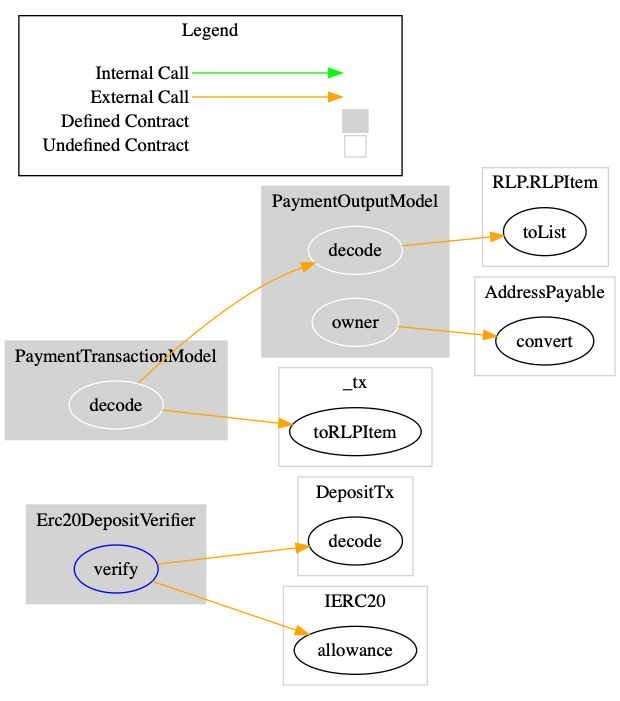 Legend
Internal Call
External Call
Defined Contract
Undefined Contract
RLP.RLPItem
toList
PaymentOutputModel
decode
owner
AddressPayable
convert
PaymentTransactionModel
decode
_tx
toRLPItem
DepositTx
decode
Erc20DepositVerifier
verify
IERC20
allowance